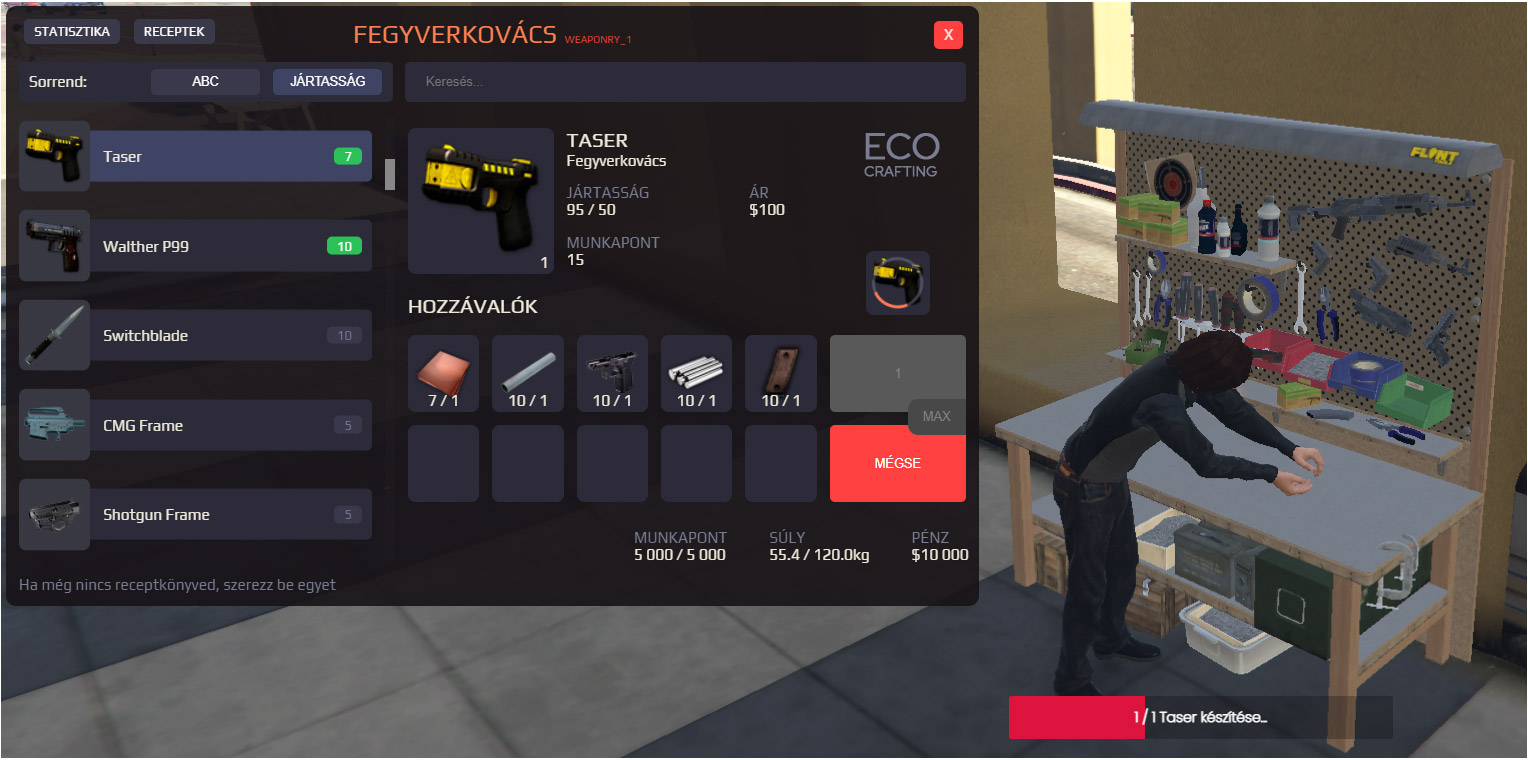 STATISZTIKA
RECEPTEK
FEGYVERKOVÁCS WEAPONRY_1
X
Sorrend:
ABC
JÁRTASSÁG
Keresés...
Taser
7
Walther P99
10
Switchblade
10
CMG Frame
5
Shotgun Frame
5
Ha még nincs receptkönyved, szerezz be egyet
TASER
Fegyverkovács
ECO
CRAFTING
JÁRTASSÁG
95 / 50
ÁR
$100
MUNKAPONT
15
1
HOZZÁVALÓK
7 / 1
10 / 1
10 / 1
10 / 1
10 / 1
1
MAX
MÉGSE
MUNKAPONT
5 000 / 5 000
SÚLY
55.4 / 120.0kg
PÉNZ
$10 000
FLINT
1 / 1 Taser készítése...